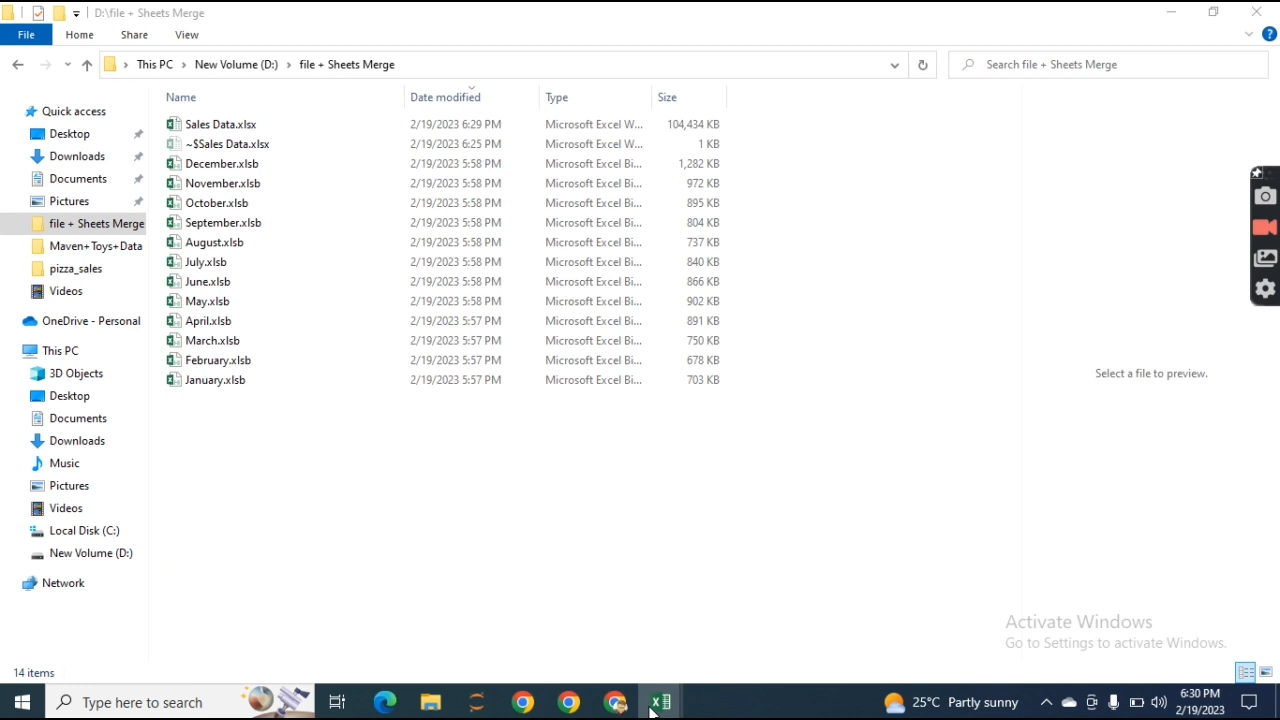 D:\file + Sheets Merge
File Home Share View
This PC New Volume (D:) file + Sheets Merge Search file + Sheets Merge
Name Date modified Type Size
Quick access
Desktop
Downloads
Documents
Pictures
file + Sheets Merge
Maven+Toys+Data
pizza_sales
Videos
OneDrive - Personal
This PC
3D Objects
Desktop
Documents
Downloads
Music
Pictures
Videos
Local Disk (C:)
New Volume (D:)
Network
Sales Data.xlsx 2/19/2023 6:29 PM Microsoft Excel W... 104,434 KB
~$Sales Data.xlsx 2/19/2023 6:25 PM Microsoft Excel W... 1 KB
December.xlsb 2/19/2023 5:58 PM Microsoft Excel Bi... 1,282 KB
November.xlsb 2/19/2023 5:58 PM Microsoft Excel Bi... 972 KB
October.xlsb 2/19/2023 5:58 PM Microsoft Excel Bi... 895 KB
September.xlsb 2/19/2023 5:58 PM Microsoft Excel Bi... 804 KB
August.xlsb 2/19/2023 5:58 PM Microsoft Excel Bi... 737 KB
July.xlsb 2/19/2023 5:58 PM Microsoft Excel Bi... 840 KB
June.xlsb 2/19/2023 5:58 PM Microsoft Excel Bi... 866 KB
May.xlsb 2/19/2023 5:58 PM Microsoft Excel Bi... 902 KB
April.xlsb 2/19/2023 5:57 PM Microsoft Excel Bi... 891 KB
March.xlsb 2/19/2023 5:57 PM Microsoft Excel Bi... 750 KB
February.xlsb 2/19/2023 5:57 PM Microsoft Excel Bi... 678 KB
January.xlsb 2/19/2023 5:57 PM Microsoft Excel Bi... 703 KB
Select a file to preview.
Activate Windows
Go to Settings to activate Windows.
14 items
Type here to search
25°C Partly sunny
6:30 PM
2/19/2023